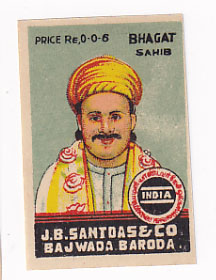 PRICE Re,0-0-6 BHAGAT
SAHIB
INDIA
J.B.SANTDAS & CO.
BAJWADA.BARODA.